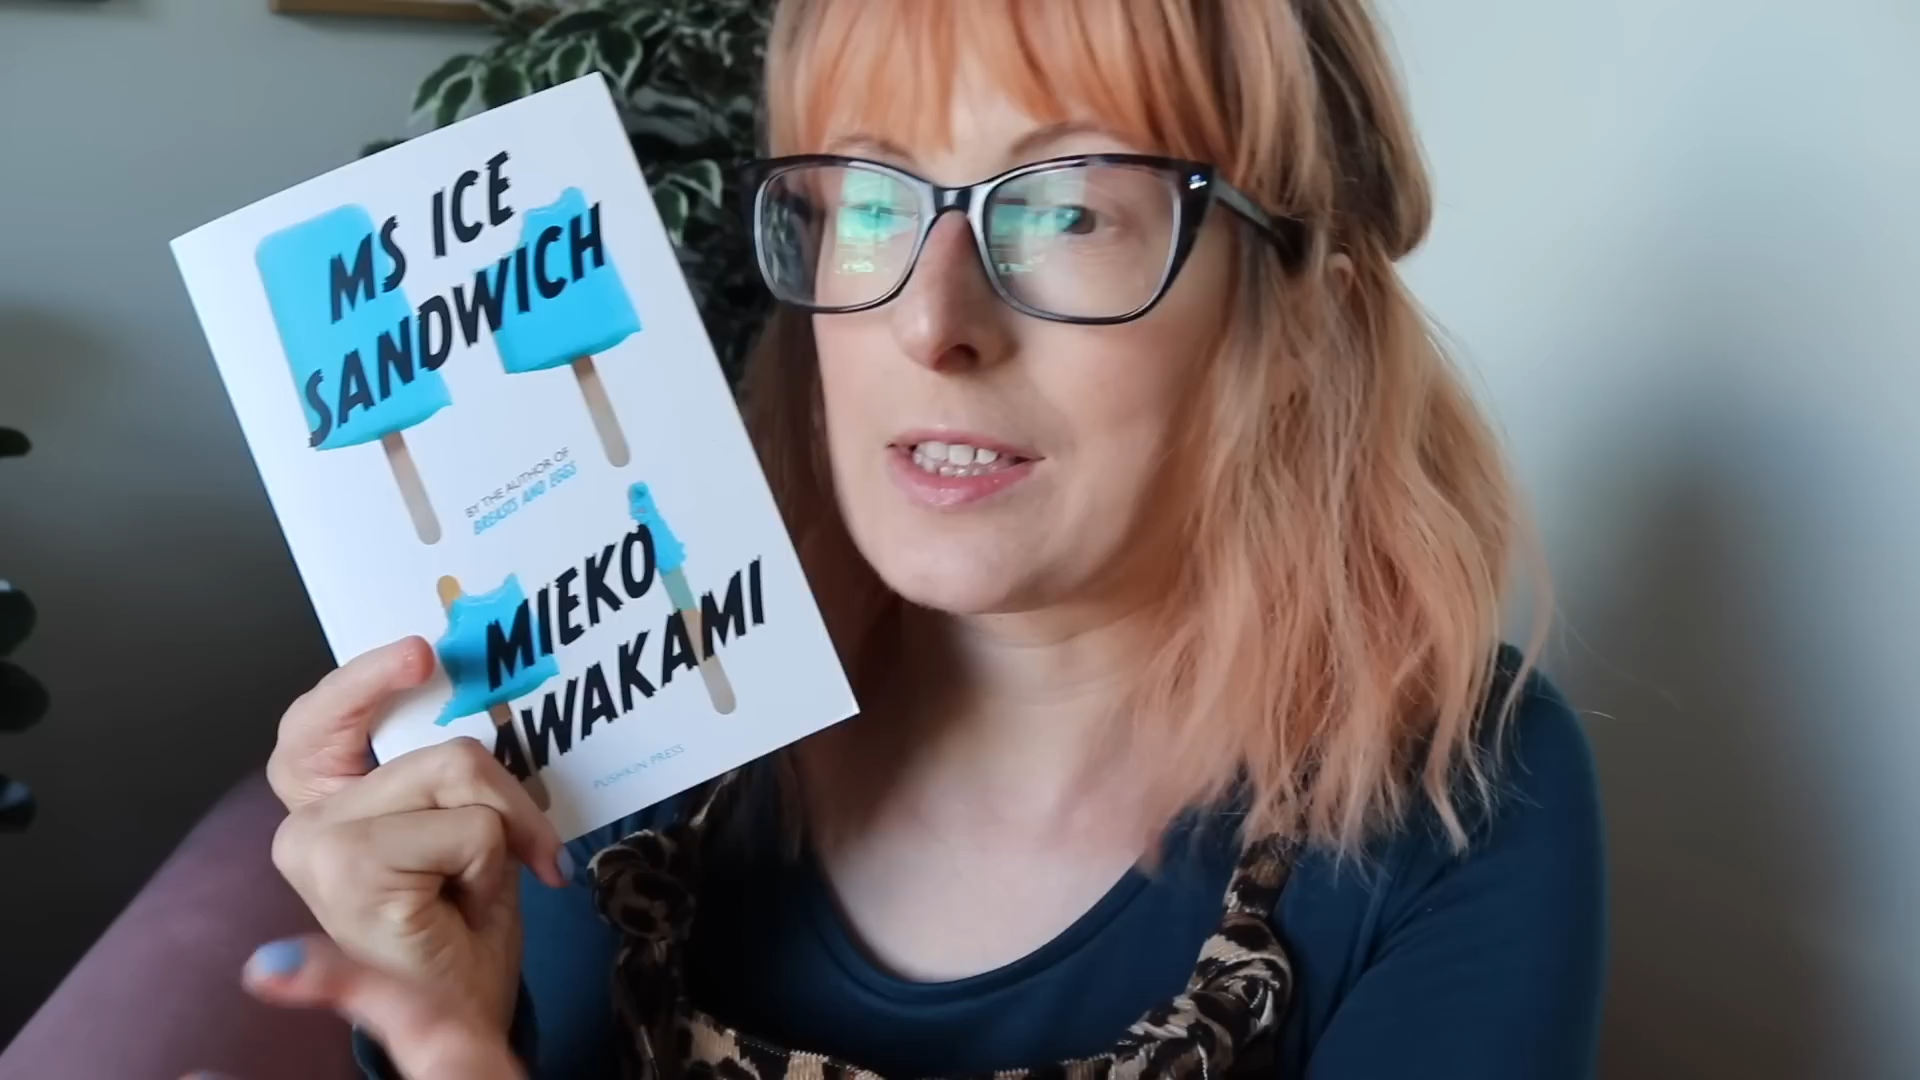 MS ICE
SANDWICH
BY THE AUTHOR OF
BREASTS AND EGGS
MIEKO
AWAKAMI
PUSHKIN PRESS